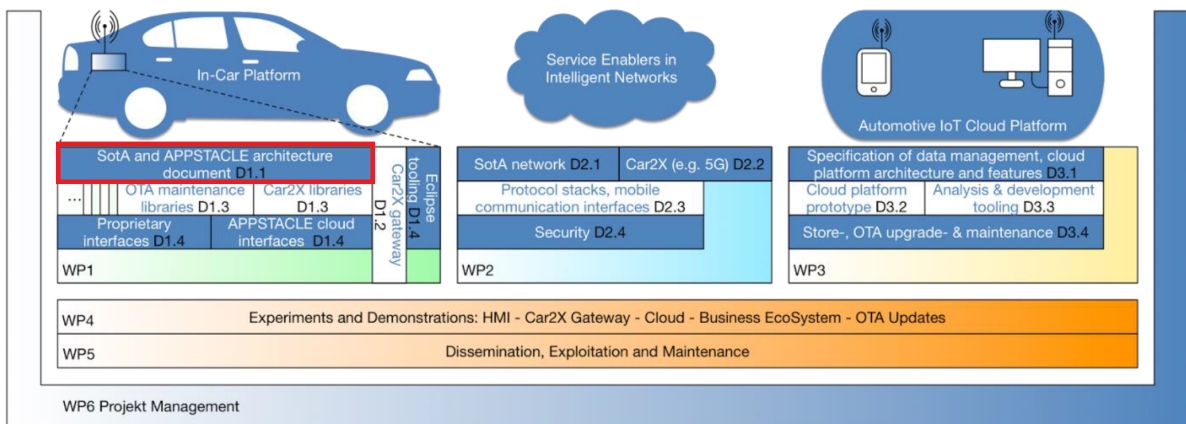 In-Car Platform
Service Enablers in
Intelligent Networks
Automotive IoT Cloud Platform
SotA and APPSTACLE architecture
document D1.1
...
OTA maintenance
libraries D1.3
Car2X libraries
D1.3
Proprietary
interfaces D1.4
APPSTACLE cloud
interfaces D1.4
Car2X gateway
D1.2
Eclipse
tooling D1.4
WP1
SotA network D2.1
Car2X (e.g. 5G) D2.2
Protocol stacks, mobile
communication interfaces D2.3
Security D2.4
WP2
Specification of data management, cloud
platform architecture and features D3.1
Cloud platform
prototype D3.2
Analysis & development
tooling D3.3
Store-, OTA upgrade- & maintenance D3.4
WP3
WP4
Experiments and Demonstrations: HMI - Car2X Gateway - Cloud - Business EcoSystem - OTA Updates
WP5
Dissemination, Exploitation and Maintenance
WP6 Projekt Management